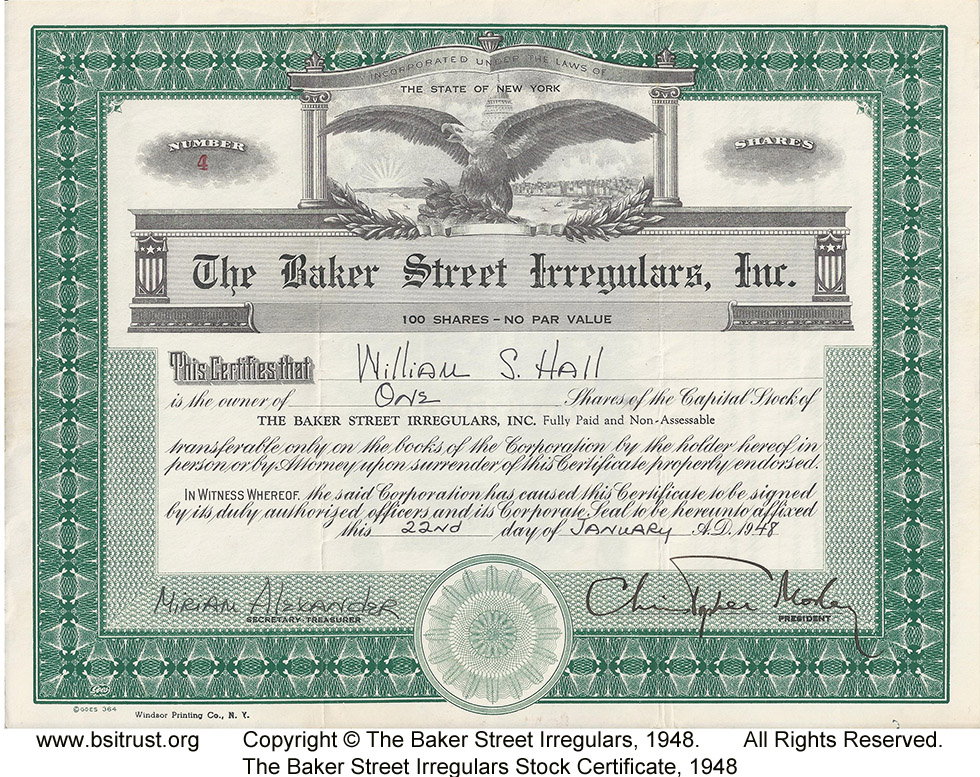 INCORPORATED UNDER THE LAWS OF
THE STATE OF NEW YORK
NUMBER
4
SHARES
The Baker Street Irregulars, Inc.
100 SHARES – NO PAR VALUE
This Certifies that William S. Hall
is the owner of One Shares of the Capital Stock of
THE BAKER STREET IRREGULARS, INC. Fully Paid and Non-Assessable
transferable only on the books of the Corporation by the holder hereof in
person or by Attorney upon surrender of this Certificate properly endorsed.
IN WITNESS WHEREOF, the said Corporation has caused this Certificate to be signed
by its duly authorized officers and its Corporate Seal to be hereunto affixed
this 22nd day of January A.D. 1948
Miriam Alexander
SECRETARY-TREASURER
Christopher Morley
PRESIDENT
GOES
©GOES 364
Windsor Printing Co., N. Y.
www.bsitrust.org Copyright © The Baker Street Irregulars, 1948. All Rights Reserved.
The Baker Street Irregulars Stock Certificate, 1948